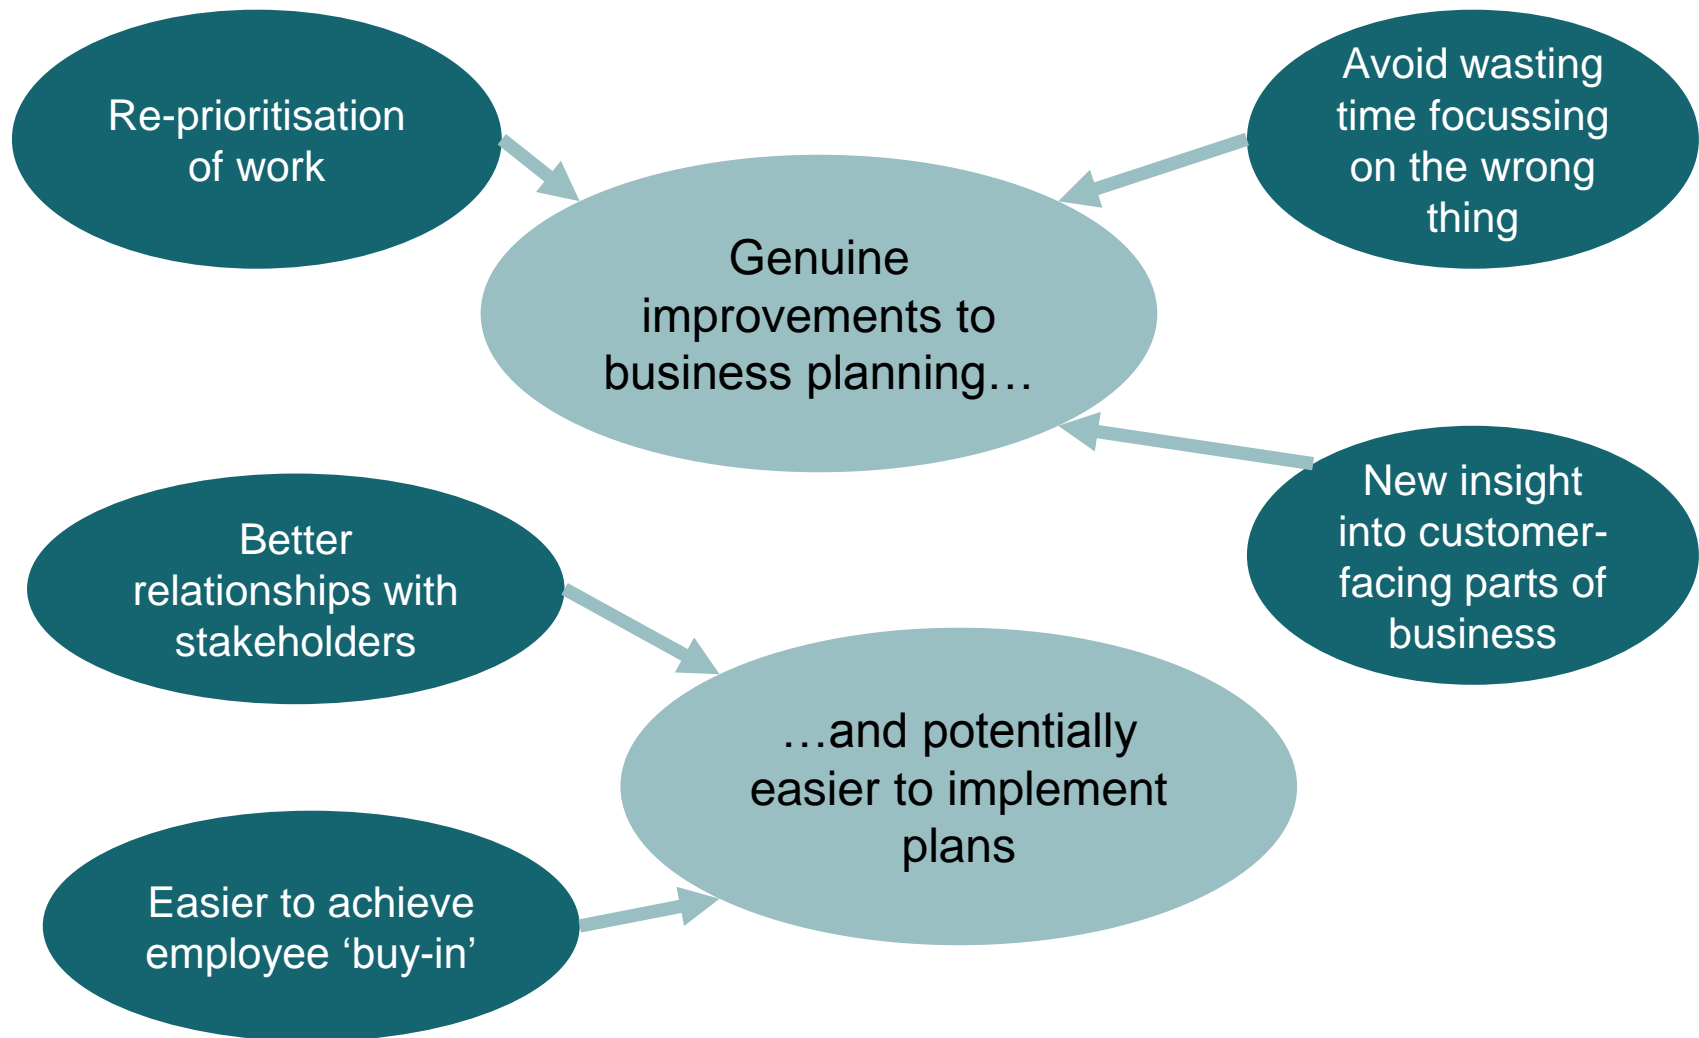 Re-prioritisation
of work
Avoid wasting
time focussing
on the wrong
thing
Genuine
improvements to
business planning…
New insight
into customer-
facing parts of
business
Better
relationships with
stakeholders
…and potentially
easier to implement
plans
Easier to achieve
employee ‘buy-in’